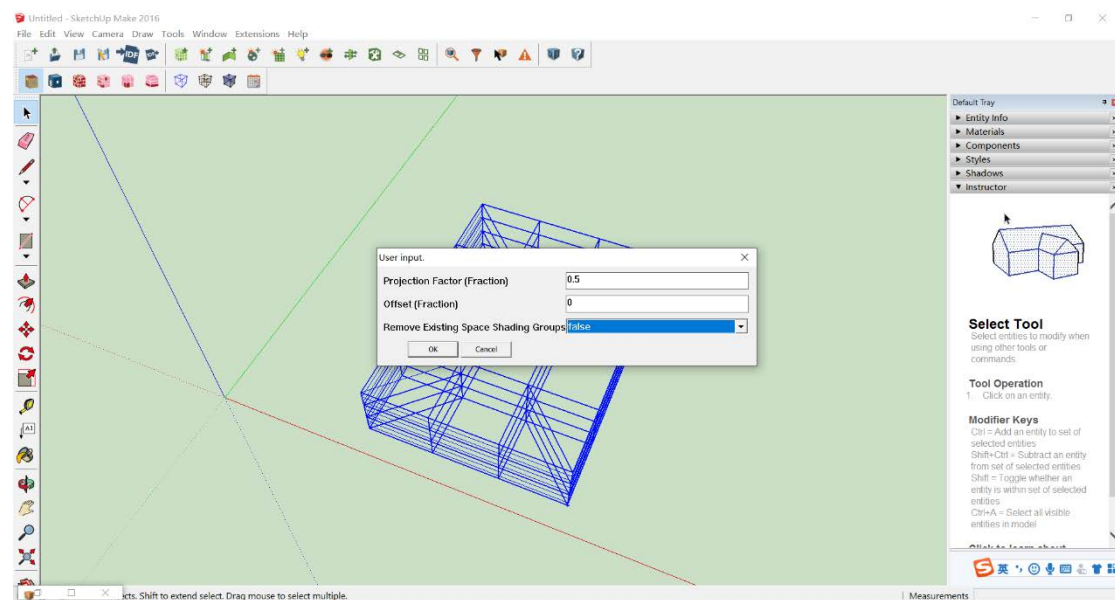 Untitled - SketchUp Make 2016
File Edit View Camera Draw Tools Window Extensions Help
IDF
Default Tray
Entity Info
Materials
Components
Styles
Shadows
Instructor
User input.
Projection Factor (Fraction) 0.5
Offset (Fraction) 0
Remove Existing Space Shading Groups false
OK Cancel
A1
Select Tool
Select entities to modify when
using other tools or
commands.
Tool Operation
1. Click on an entity.
Modifier Keys
Ctrl = Add an entity to set of
selected entities
Shift+Ctrl = Subtract an entity
from set of selected entities
Shift = Toggle whether an
entity is within set of selected
entities
Ctrl+A = Select all visible
entities in model
英
cts. Shift to extend select. Drag mouse to select multiple.
Measurements